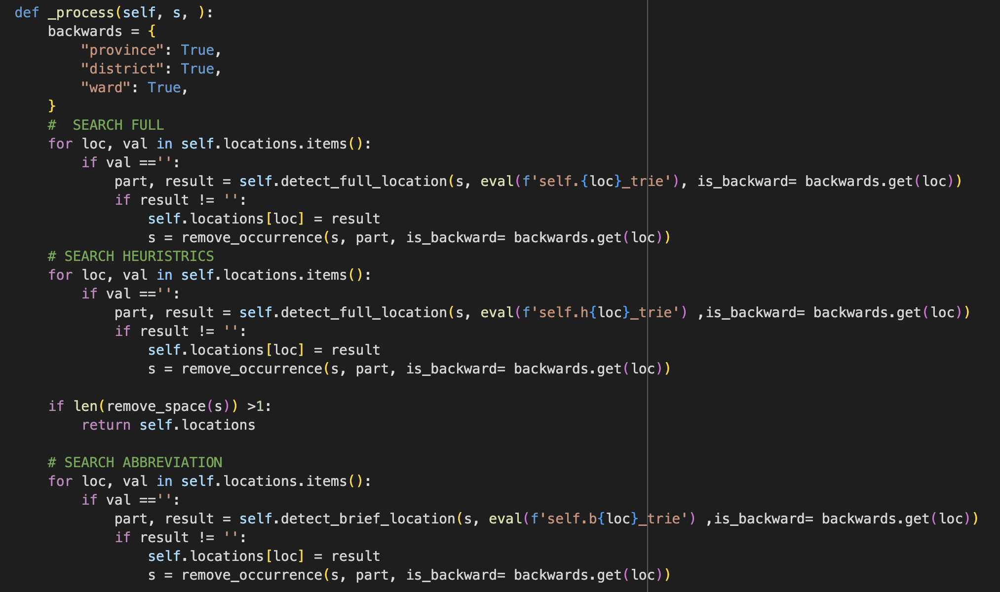 def _process(self, s, ):
    backwards = {
        "province": True,
        "district": True,
        "ward": True,
    }
    #  SEARCH FULL
    for loc, val in self.locations.items():
        if val =='':
            part, result = self.detect_full_location(s, eval(f'self.{loc}_trie'), is_backward= backwards.get(loc))
            if result != '':
                self.locations[loc] = result
                s = remove_occurrence(s, part, is_backward= backwards.get(loc))
    # SEARCH HEURISTRICS
    for loc, val in self.locations.items():
        if val =='':
            part, result = self.detect_full_location(s, eval(f'self.h{loc}_trie') ,is_backward= backwards.get(loc))
            if result != '':
                self.locations[loc] = result
                s = remove_occurrence(s, part, is_backward= backwards.get(loc))

    if len(remove_space(s)) >1:
        return self.locations

    # SEARCH ABBREVIATION
    for loc, val in self.locations.items():
        if val =='':
            part, result = self.detect_brief_location(s, eval(f'self.b{loc}_trie') ,is_backward= backwards.get(loc))
            if result != '':
                self.locations[loc] = result
                s = remove_occurrence(s, part, is_backward= backwards.get(loc))